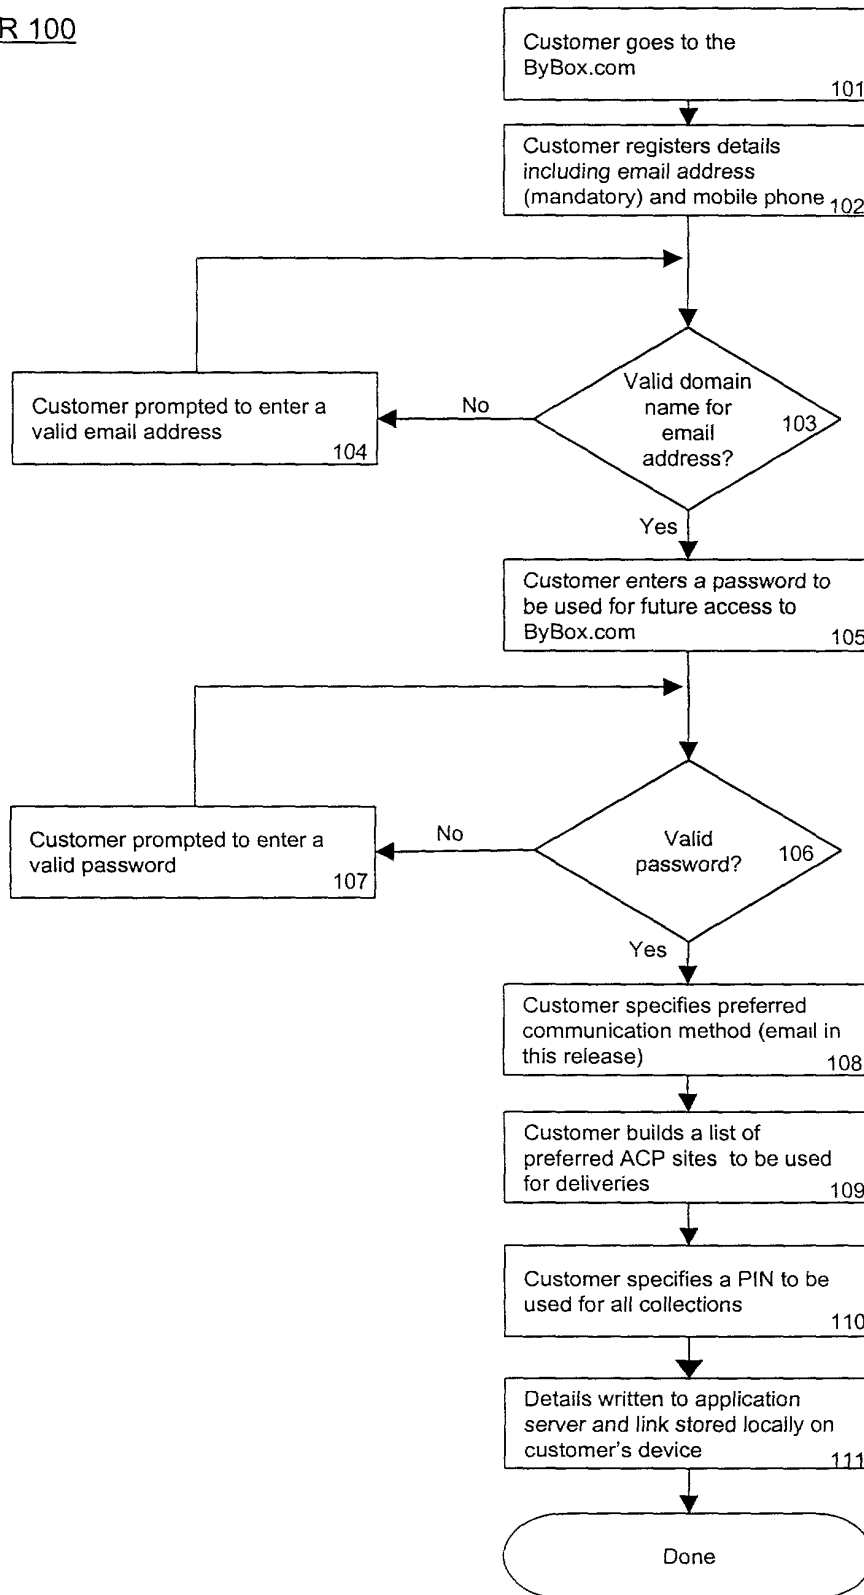 R 100
Customer goes to the
ByBox.com
101
Customer registers details
including email address
(mandatory) and mobile phone
102
Valid domain
name for
email
address?
103
No
Customer prompted to enter a
valid email address
104
Yes
Customer enters a password to
be used for future access to
ByBox.com
105
Valid
password?
106
No
Customer prompted to enter a
valid password
107
Yes
Customer specifies preferred
communication method (email in
this release)
108
Customer builds a list of
preferred ACP sites to be used
for deliveries
109
Customer specifies a PIN to be
used for all collections
110
Details written to application
server and link stored locally on
customer's device
111
Done